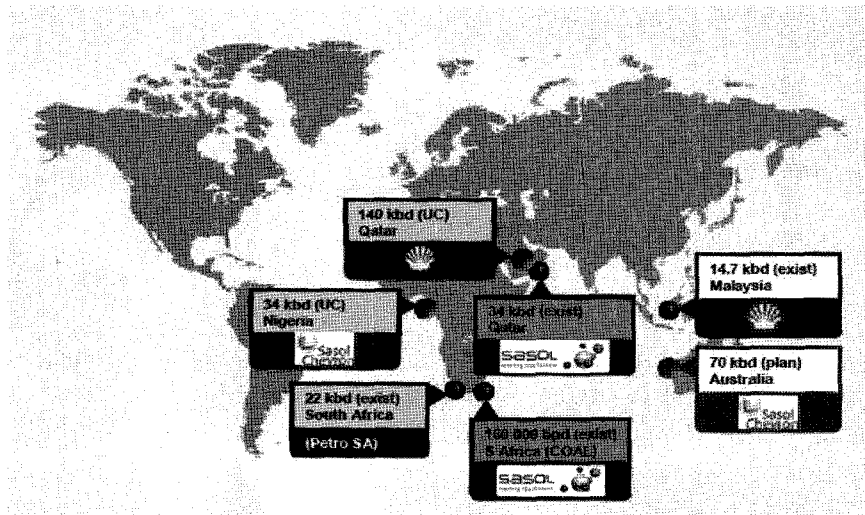 140 kbd (UC)
Qatar
34 kbd (UC)
Nigeria
Sasol
Chevron
34 kbd (exist)
Qatar
sasol
14.7 kbd (exist)
Malaysia
70 kbd (plan)
Australia
Sasol
Chevron
22 kbd (exist)
South Africa
(Petro SA)
160 000 bpd (exist)
S Africa (COAL)
sasol